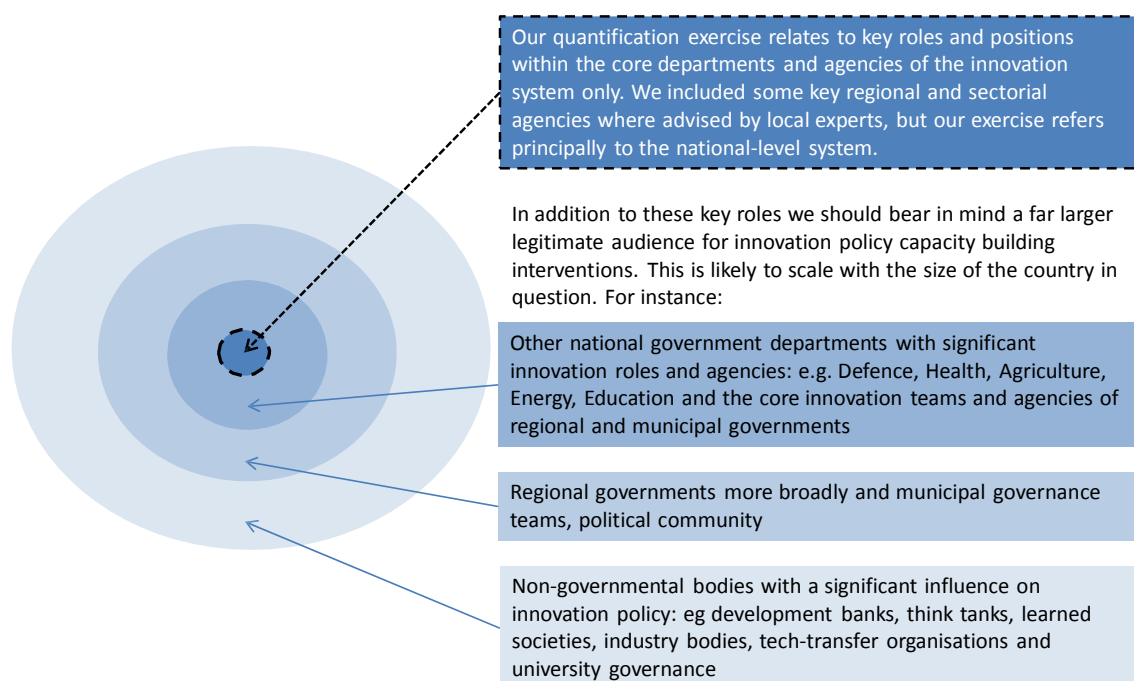 Our quantification exercise relates to key roles and positions
within the core departments and agencies of the innovation
system only. We included some key regional and sectorial
agencies where advised by local experts, but our exercise refers
principally to the national-level system.
In addition to these key roles we should bear in mind a far larger
legitimate audience for innovation policy capacity building
interventions. This is likely to scale with the size of the country in
question. For instance:
Other national government departments with significant
innovation roles and agencies: e.g. Defence, Health, Agriculture,
Energy, Education and the core innovation teams and agencies of
regional and municipal governments
Regional governments more broadly and municipal governance
teams, political community
Non-governmental bodies with a significant influence on
innovation policy: eg development banks, think tanks, learned
societies, industry bodies, tech-transfer organisations and
university governance